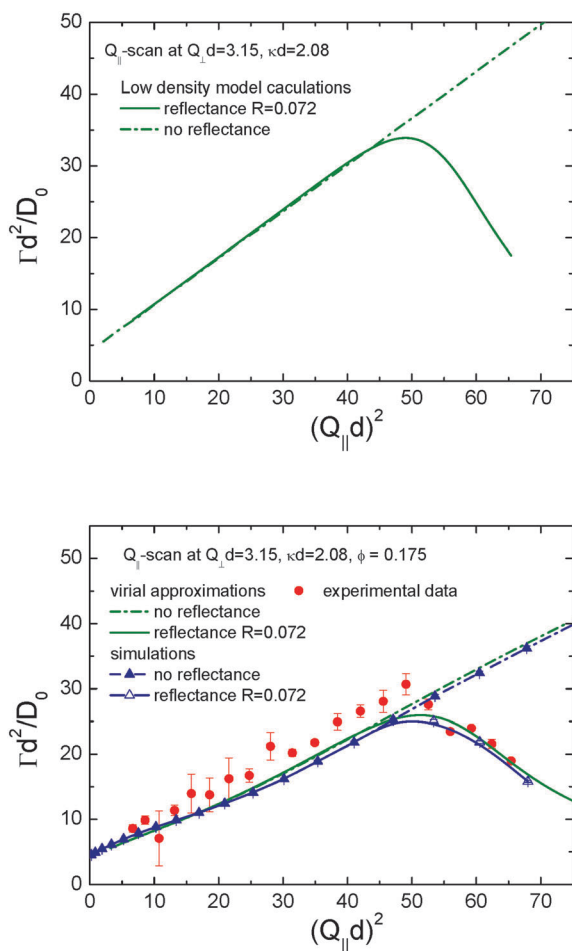 Q∥-scan at Q⊥d=3.15, κd=2.08
Low density model caculations
reflectance R=0.072
no reflectance
Γd²/D₀
50
40
30
20
10
0
0 10 20 30 40 50 60 70
(Q∥d)²
Q∥-scan at Q⊥d=3.15, κd=2.08, ϕ = 0.175
virial approximations experimental data
no reflectance
reflectance R=0.072
simulations
no reflectance
reflectance R=0.072
Γd²/D₀
50
40
30
20
10
0
0 10 20 30 40 50 60 70
(Q∥d)²